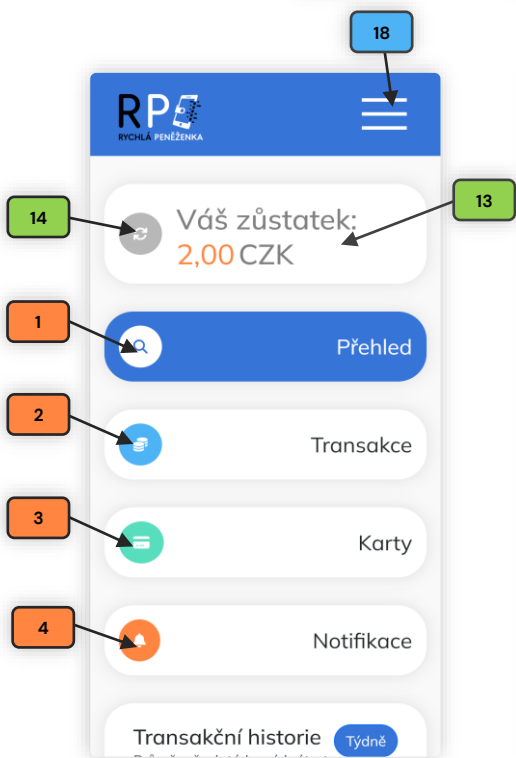 18
RP
RYCHLÁ PENĚŽENKA
14
Váš zůstatek:
2,00 CZK
13
1
Přehled
2
Transakce
3
Karty
4
Notifikace
Transakční historie
Týdně